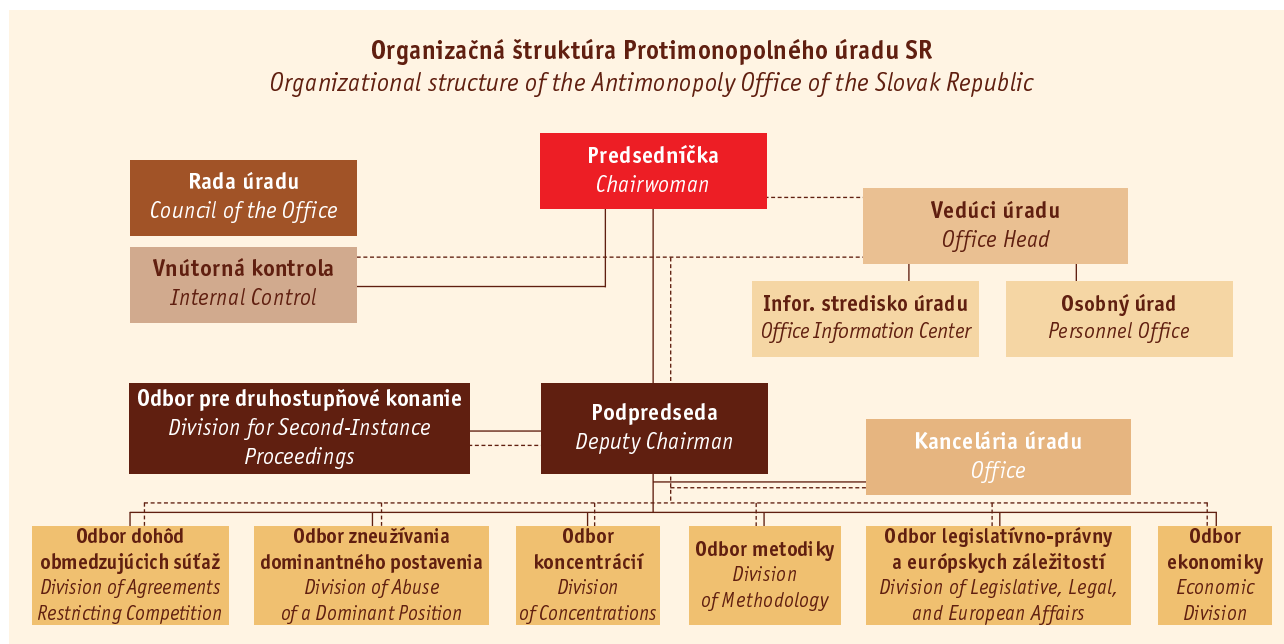 Organizačná štruktúra Protimonopolného úradu SR
Organizational structure of the Antimonopoly Office of the Slovak Republic
Predsedníčka
Chairwoman
Rada úradu
Council of the Office
Vedúci úradu
Office Head
Vnútorná kontrola
Internal Control
Infor. stredisko úradu
Office Information Center
Osobný úrad
Personnel Office
Odbor pre druhostupňové konanie
Division for Second-Instance
Proceedings
Podpredseda
Deputy Chairman
Kancelária úradu
Office
Odbor dohôd
obmedzujúcich súťaž
Division of Agreements
Restricting Competition
Odbor zneužívania
dominantného postavenia
Division of Abuse
of a Dominant Position
Odbor
koncentrácií
Division
of Concentrations
Odbor metodiky
Division
of Methodology
Odbor legislatívno-právny
a európskych záležitostí
Division of Legislative, Legal,
and European Affairs
Odbor
ekonomiky
Economic
Division